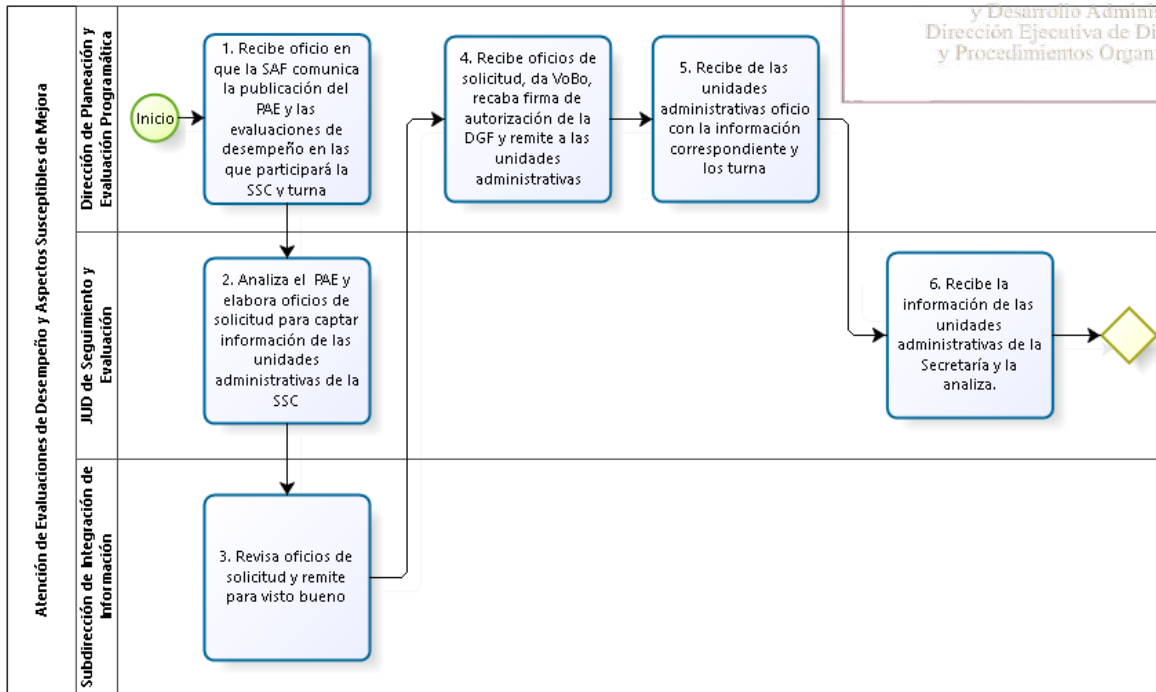 y Desarrollo
Dirección Ejecutiva de
y Procedimientos
Atención de Evaluaciones de Desempeño y Aspectos Susceptibles de Mejora
Dirección de Planeación y
Evaluación Programática
Inicio
1. Recibe oficio en
que la SAF comunica
la publicación del
PAE y las
evaluaciones de
desempeño en las
que participará la
SSC y turna
4. Recibe oficios de
solicitud, da VoBo,
recaba firma de
autorización de la
DGF y remite a las
unidades
administrativas
5. Recibe de las
unidades
administrativas oficio
con la información
correspondiente y
los turna
JUD de Seguimiento y
Evaluación
2. Analiza el PAE y
elabora oficios de
solicitud para captar
información de las
unidades
administrativas de la
SSC
6. Recibe la
información de las
unidades
administrativas de la
Secretaría y la
analiza.
Subdirección de Integración de
Información
3. Revisa oficios de
solicitud y remite
para visto bueno